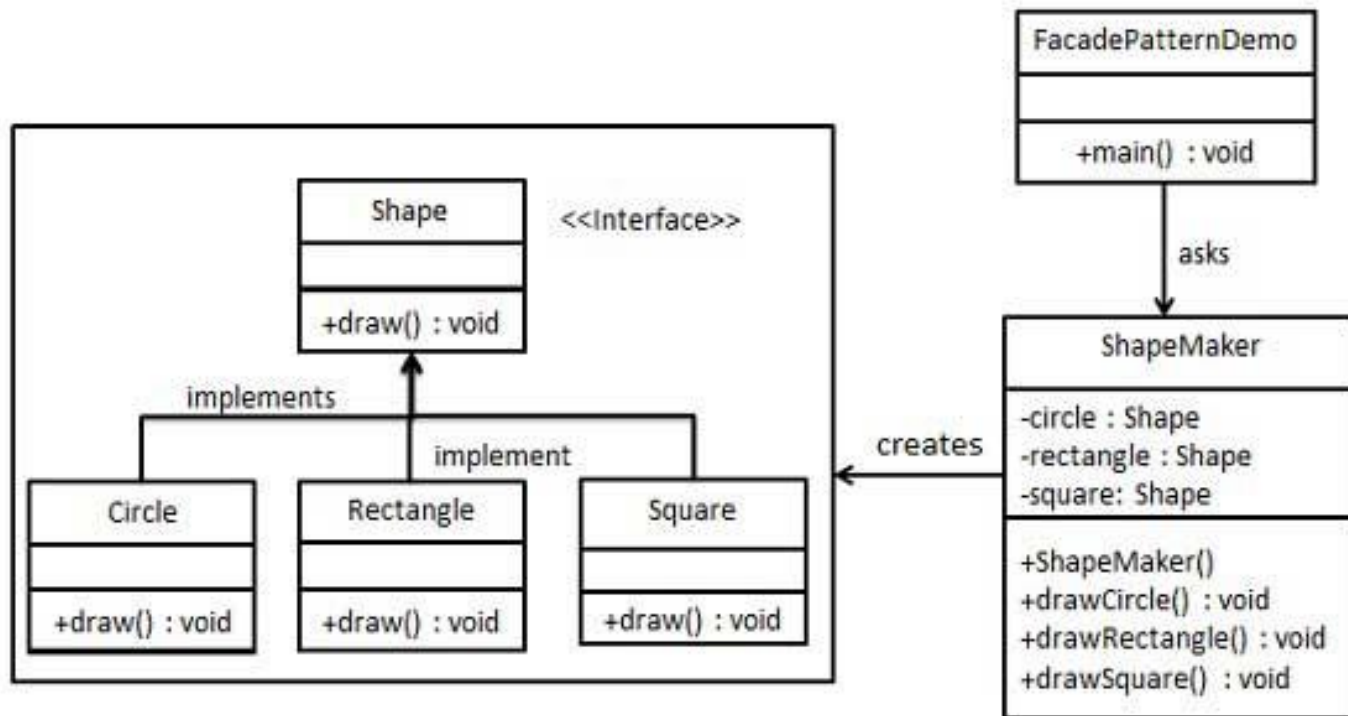 FacadePatternDemo
+main() : void
asks
Shape
<<Interface>>
+draw() : void
implements
implement
Circle
+draw() : void
Rectangle
+draw() : void
Square
+draw() : void
creates
ShapeMaker
-circle : Shape
-rectangle : Shape
-square: Shape
+ShapeMaker()
+drawCircle() : void
+drawRectangle() : void
+drawSquare() : void